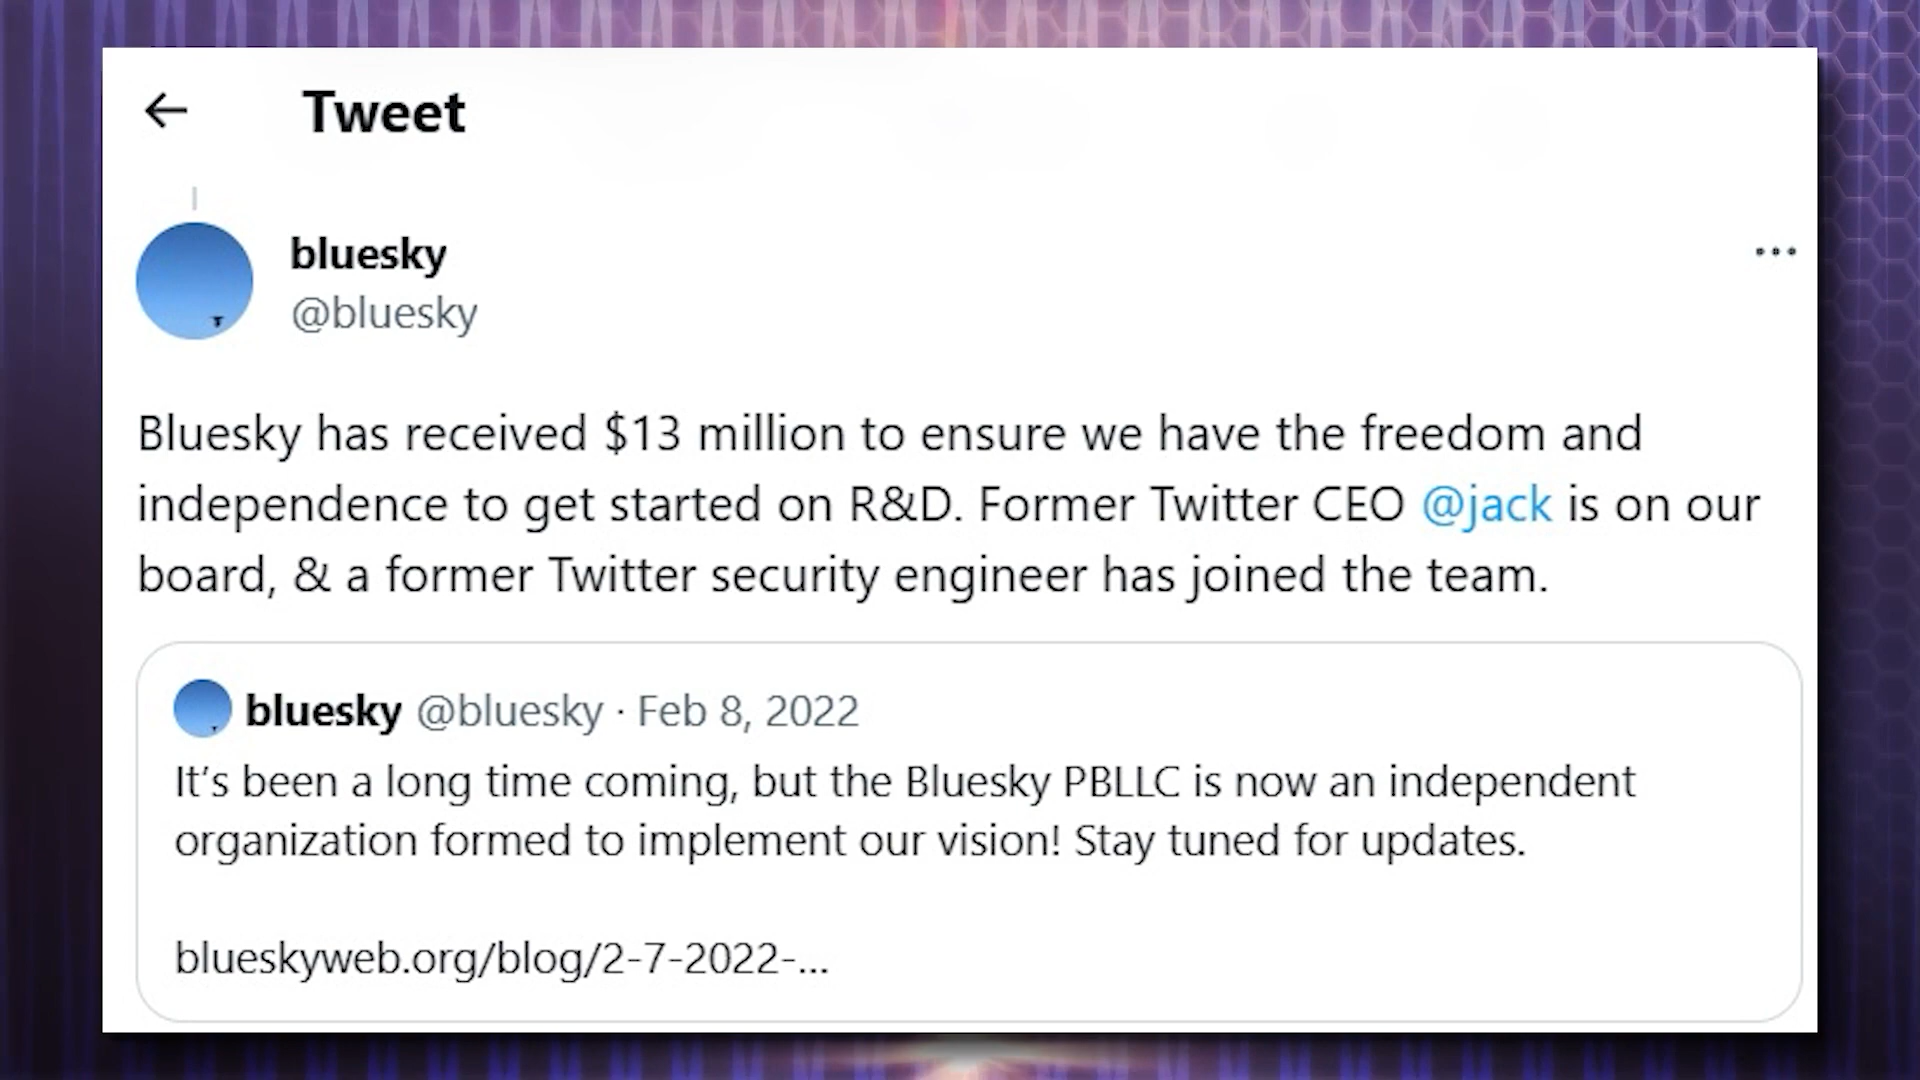 Tweet
bluesky
@bluesky
Bluesky has received $13 million to ensure we have the freedom and
independence to get started on R&D. Former Twitter CEO @jack is on our
board, & a former Twitter security engineer has joined the team.
bluesky @bluesky · Feb 8, 2022
It’s been a long time coming, but the Bluesky PBLLC is now an independent
organization formed to implement our vision! Stay tuned for updates.
blueskyweb.org/blog/2-7-2022-...